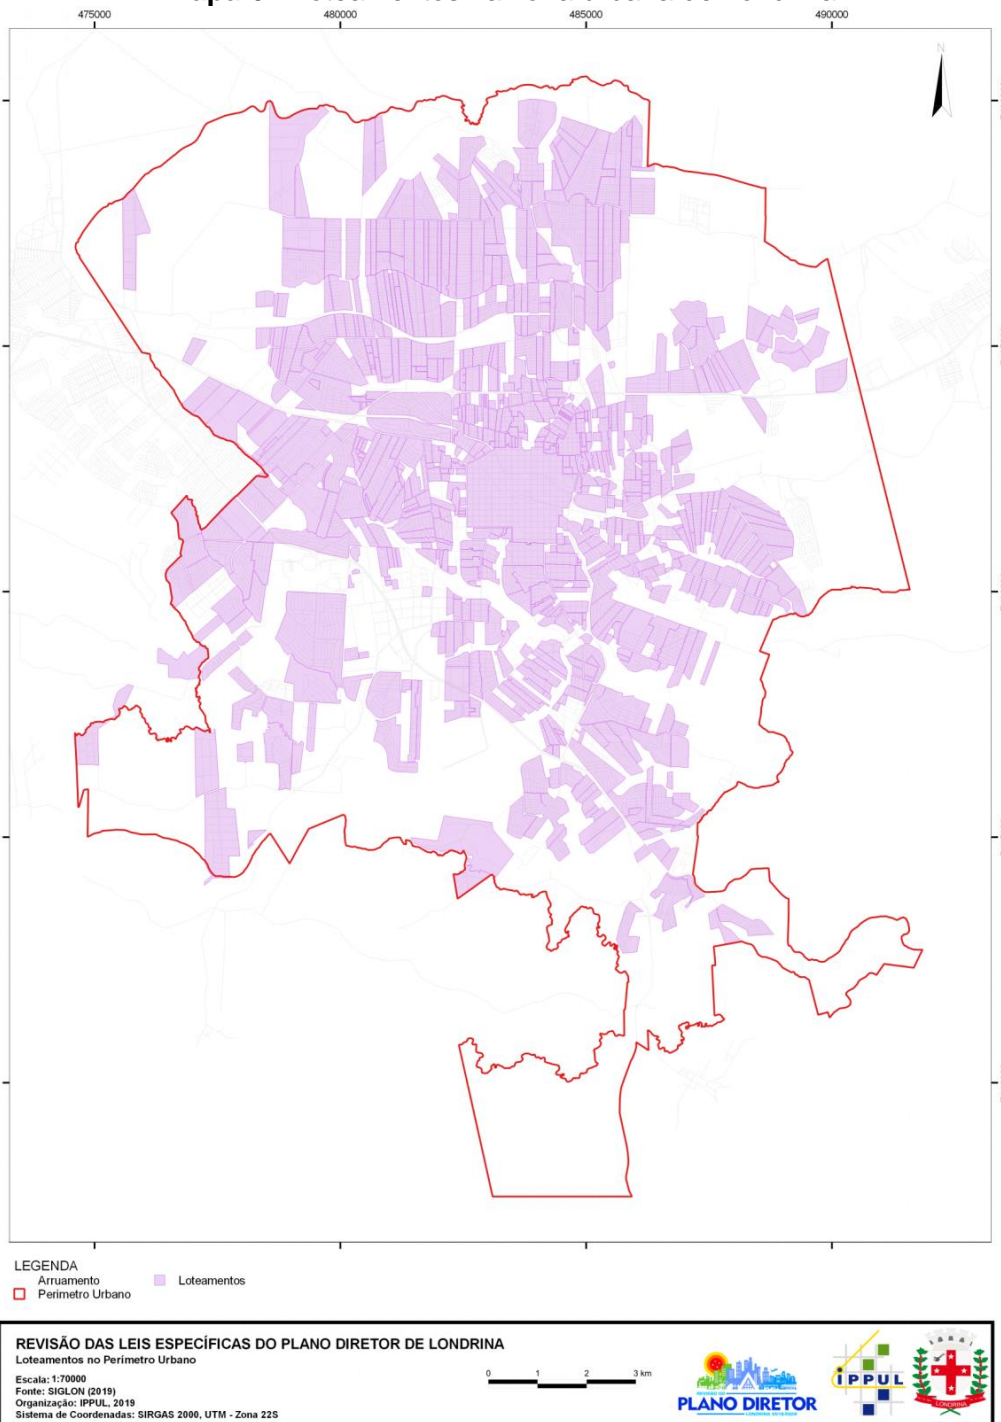 475000 480000 485000 490000
N
LEGENDA
Arruamento
Loteamentos
Perimetro Urbano
REVISÃO DAS LEIS ESPECÍFICAS DO PLANO DIRETOR DE LONDRINA
Loteamentos no Perímetro Urbano
Escala: 1:70000
Fonte: SIGLON (2019)
Organização: IPPUL, 2019
Sistema de Coordenadas: SIRGAS 2000, UTM - Zona 22S
0 1 2 3 km
PLANO DIRETOR
IPPUL
LONDRINA